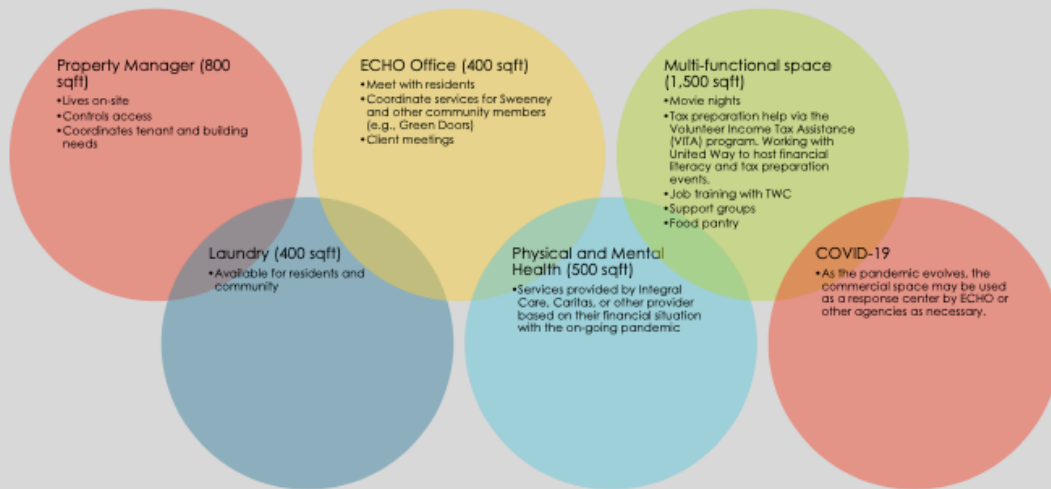 Property Manager (800
sqft)
•Lives on-site
•Controls access
•Coordinates tenant and building
needs
ECHO Office (400 sqft)
•Meet with residents
•Coordinate services for Sweeney
and other community members
(e.g., Green Doors)
•Client meetings
Multi-functional space
(1,500 sqft)
•Movie nights
•Tax preparation help via the
Volunteer Income Tax Assistance
(VITA) program. Working with
United Way to host financial
literacy and tax preparation
events.
•Job training with TWC
•Support groups
•Food pantry
Laundry (400 sqft)
•Available for residents and
community
Physical and Mental
Health (500 sqft)
•Services provided by Integral
Care, Caritas, or other provider
based on their financial situation
with the on-going pandemic
COVID-19
•As the pandemic evolves, the
commercial space may be used
as a response center by ECHO or
other agencies as necessary.